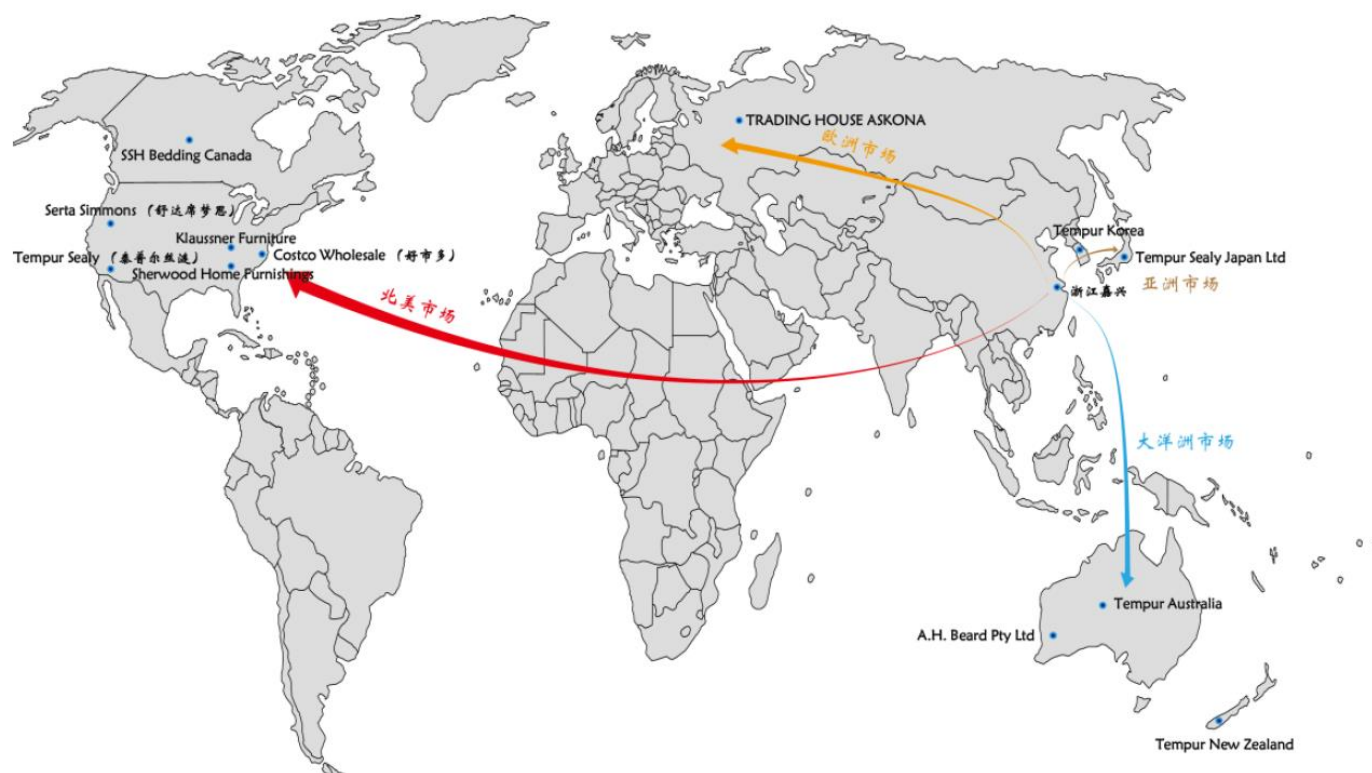 TRADING HOUSE ASKONA
欧洲市场
SSH Bedding Canada
Serta Simmons （舒达席梦思）
Klaussner Furniture
Tempur Korea
Tempur Sealy （泰普尔丝涟）
Costco Wholesale （好市多）
Tempur Sealy Japan Ltd
Sherwood Home Furnishings
亚洲市场
浙江嘉兴
北美市场
大洋洲市场
Tempur Australia
A.H. Beard Pty Ltd
Tempur New Zealand